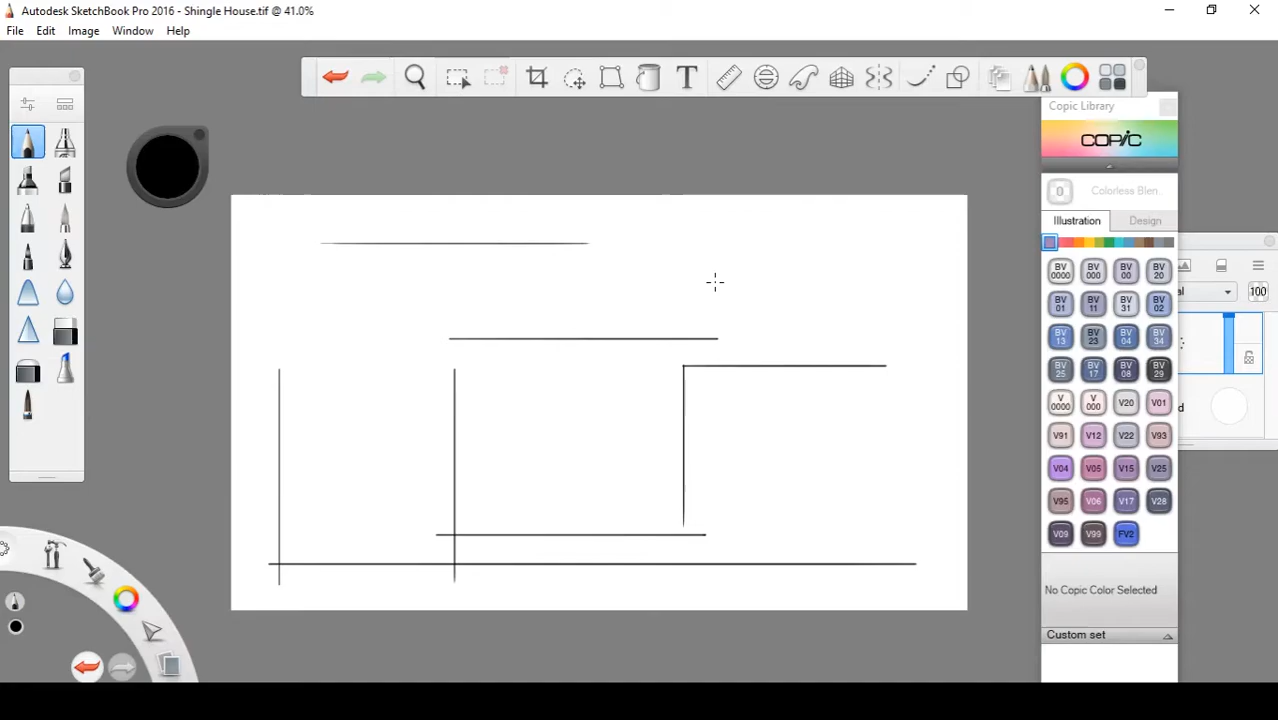 Autodesk SketchBook Pro 2016 - Shingle House.tif @ 41.0%
File Edit Image Window Help
T
Copic Library
COPIC
0 Colorless Blen...
Illustration Design
al 100
BV 0000 BV 000 BV 00 BV 20
BV 01 BV 11 BV 31 BV 02
BV 13 BV 23 BV 04 BV 34
BV 25 BV 17 BV 08 BV 29
V 0000 V 000 V20 V01
d
V91 V12 V22 V93
V04 V05 V15 V25
V95 V06 V17 V28
V09 V99 FV2
No Copic Color Selected
Custom set